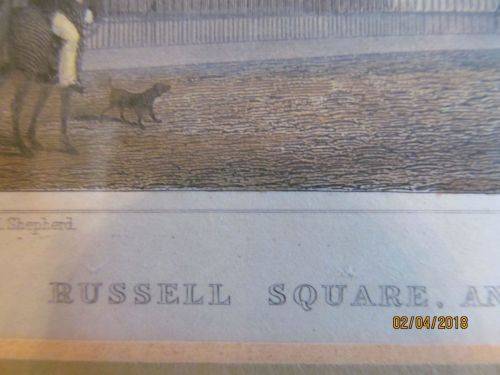 Shepherd
RUSSELL SQUARE, AN
02/04/2018